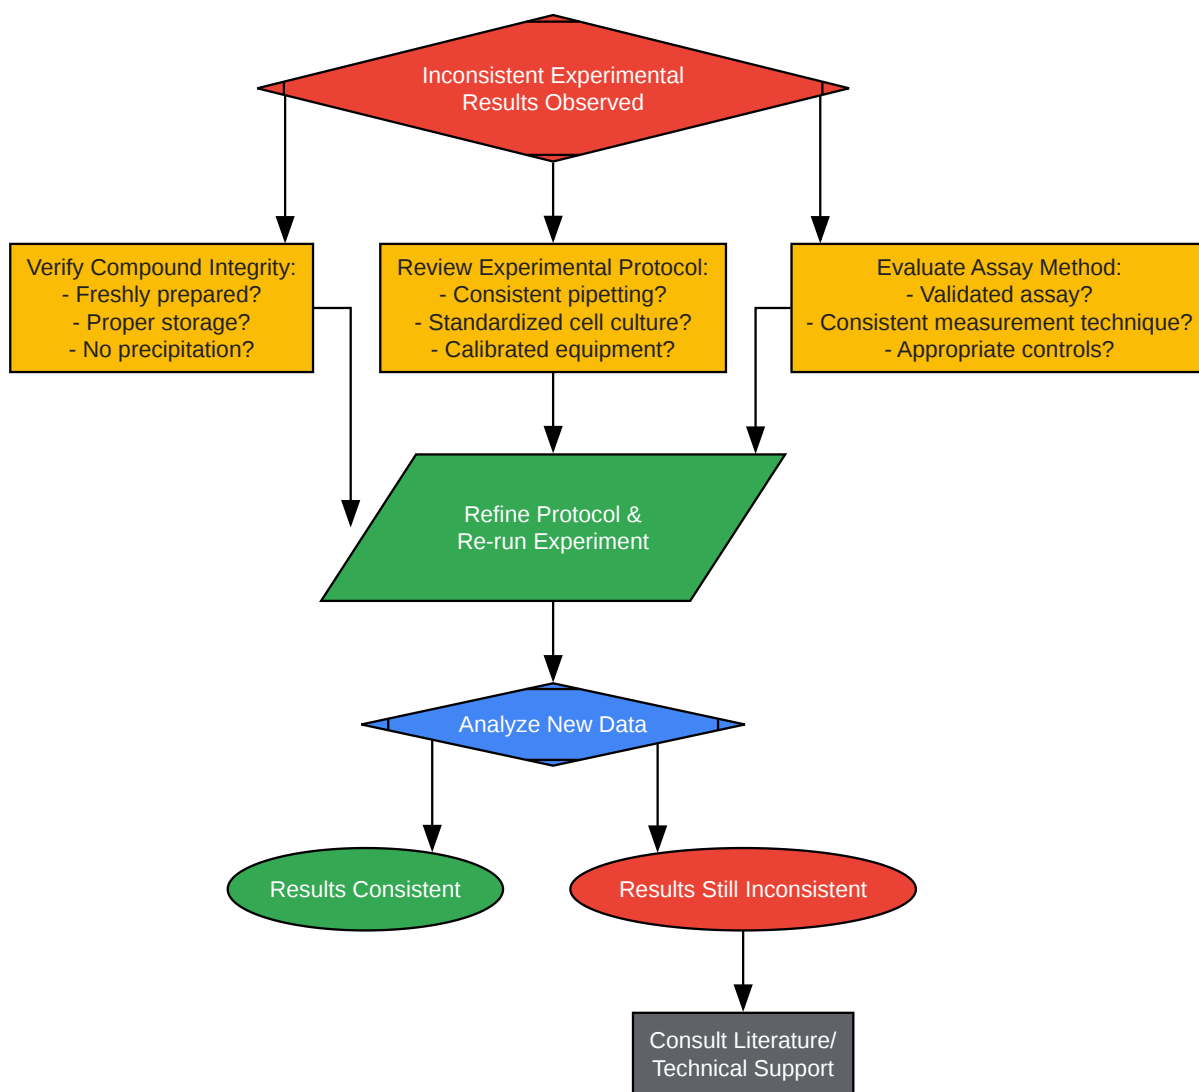 Inconsistent Experimental
Results Observed
Verify Compound Integrity:
- Freshly prepared?
- Proper storage?
- No precipitation?
Review Experimental Protocol:
- Consistent pipetting?
- Standardized cell culture?
- Calibrated equipment?
Evaluate Assay Method:
- Validated assay?
- Consistent measurement technique?
- Appropriate controls?
Refine Protocol &
Re-run Experiment
Analyze New Data
Results Consistent
Results Still Inconsistent
Consult Literature/
Technical Support